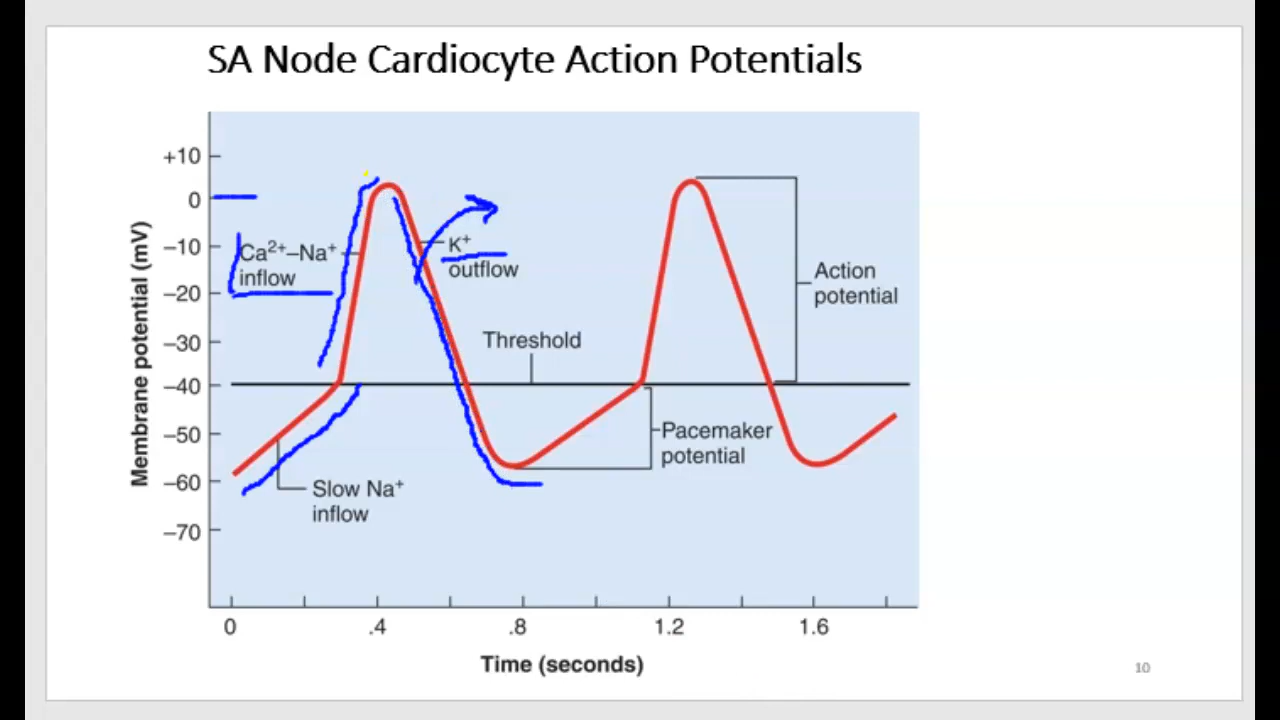 SA Node Cardiocyte Action Potentials
+10
0
–10
–20
–30
–40
–50
–60
–70
Membrane potential (mV)
Ca²⁺–Na⁺
inflow
K⁺
outflow
Threshold
Action
potential
Pacemaker
potential
Slow Na⁺
inflow
0 .4 .8 1.2 1.6
Time (seconds)
10